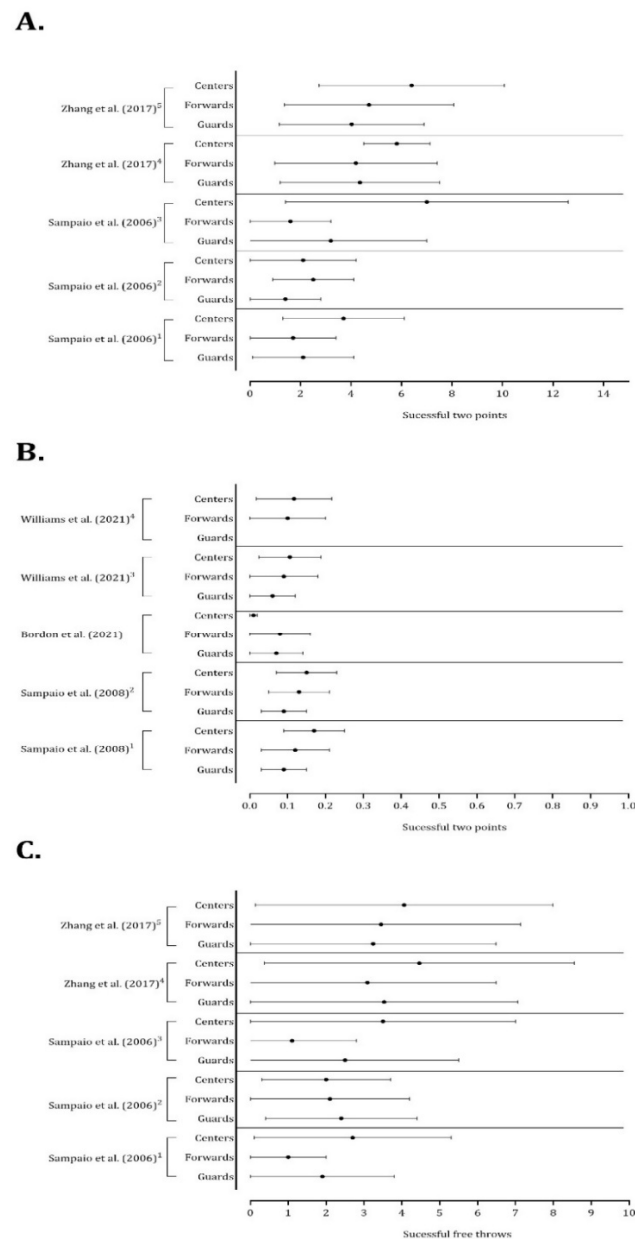 A.
Centers
Zhang et al. (2017)⁵ Forwards
Guards
Centers
Zhang et al. (2017)⁴ Forwards
Guards
Centers
Sampaio et al. (2006)³ Forwards
Guards
Centers
Sampaio et al. (2006)² Forwards
Guards
Centers
Sampaio et al. (2006)¹ Forwards
Guards
0 2 4 6 8 10 12 14
Sucessful two points
B.
Centers
Williams et al. (2021)⁴ Forwards
Guards
Centers
Williams et al. (2021)³ Forwards
Guards
Centers
Bordon et al. (2021) Forwards
Guards
Centers
Sampaio et al. (2008)² Forwards
Guards
Centers
Sampaio et al. (2008)¹ Forwards
Guards
0.0 0.1 0.2 0.3 0.4 0.5 0.6 0.7 0.8 0.9 1.0
Sucessful two points
C.
Centers
Zhang et al. (2017)⁵ Forwards
Guards
Centers
Zhang et al. (2017)⁴ Forwards
Guards
Centers
Sampaio et al. (2006)³ Forwards
Guards
Centers
Sampaio et al. (2006)² Forwards
Guards
Centers
Sampaio et al. (2006)¹ Forwards
Guards
0 1 2 3 4 5 6 7 8 9 10
Sucessful free throws